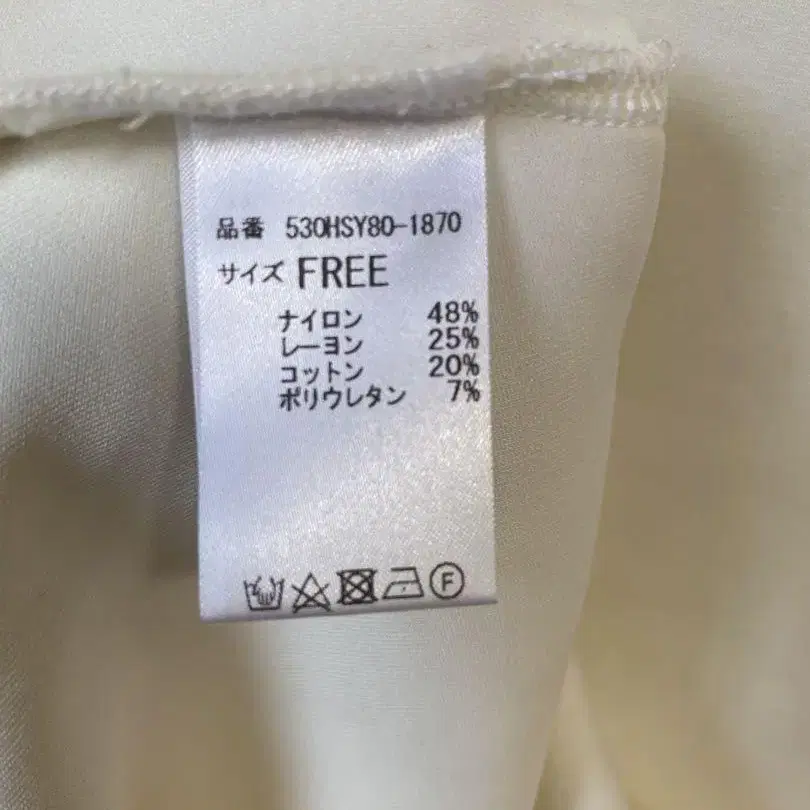 品番 530HSY80-1870
サイズ FREE
ナイロン 48%
レーヨン 25%
コットン 20%
ポリウレタン 7%
F